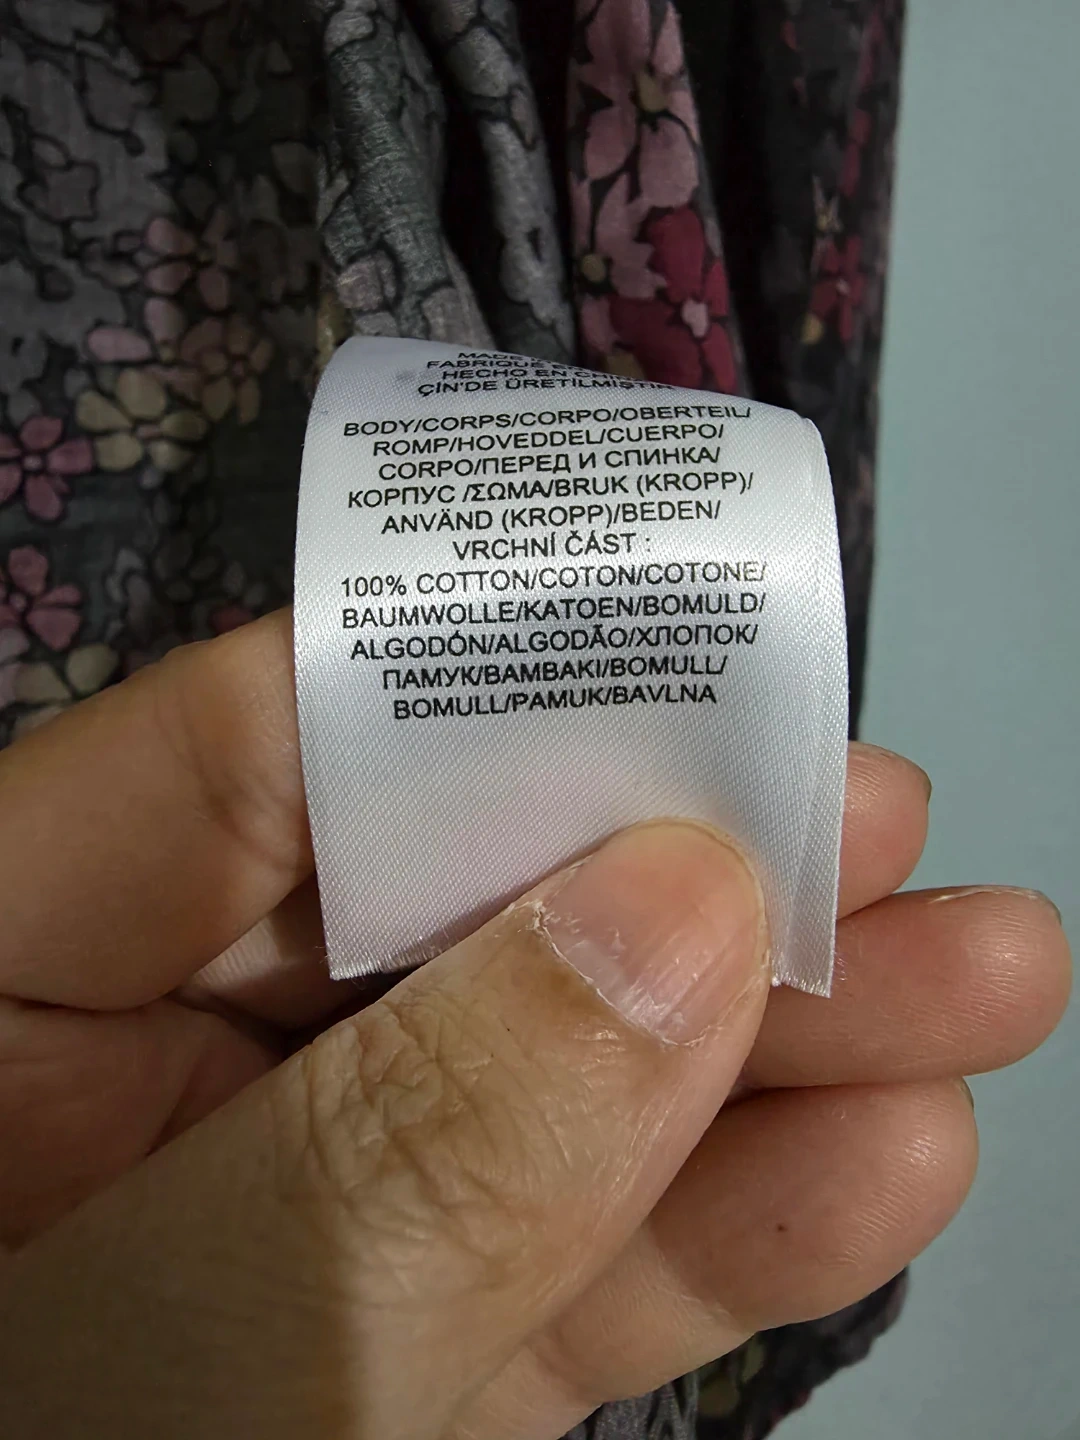 MADE
FABRIQUÉ
HECHO EN
ÇİN'DE ÜRETİLMİŞTİR
BODY/CORPS/CORPO/OBERTEIL/
ROMP/HOVEDDEL/CUERPO/
CORPO/ПЕРЕД И СПИНКА/
КОРПУС /ΣΩΜΑ/BRUK (KROPP)/
ANVÄND (KROPP)/BEDEN/
VRCHNÍ ČÁST :
100% COTTON/COTON/COTONE/
BAUMWOLLE/KATOEN/BOMULD/
ALGODÓN/ALGODÃO/ХЛОПОК/
ПАМУК/BAMBAKI/BOMULL/
BOMULL/PAMUK/BAVLNA